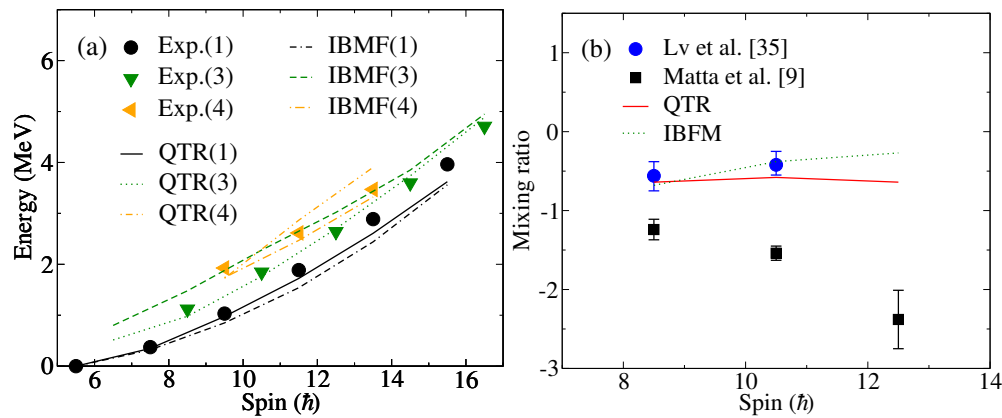 (a)
Exp.(1)
Exp.(3)
Exp.(4)
IBMF(1)
IBMF(3)
IBMF(4)
QTR(1)
QTR(3)
QTR(4)
Energy (MeV)
6
4
2
0
6 8 10 12 14 16
Spin (ℏ)
(b)
Lv et al. [35]
Matta et al. [9]
QTR
IBFM
Mixing ratio
1
0
-1
-2
-3
8 10 12 14
Spin (ℏ)